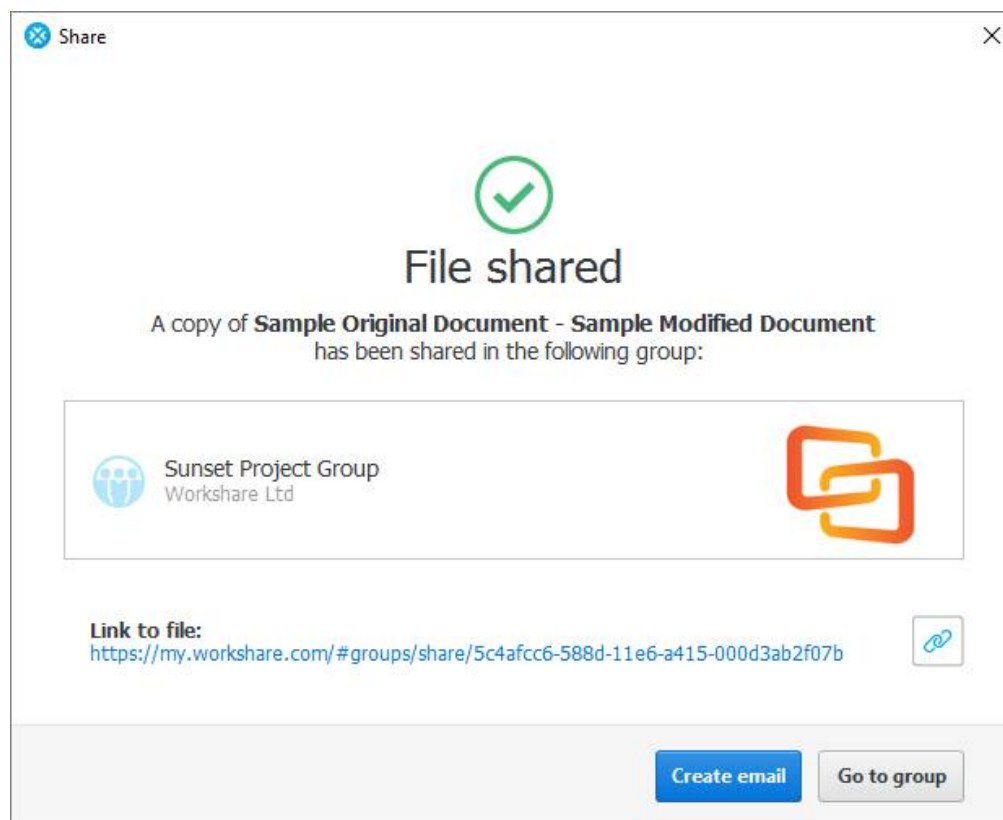 Share
File shared
A copy of Sample Original Document - Sample Modified Document
has been shared in the following group:
Sunset Project Group
Workshare Ltd
Link to file:
https://my.workshare.com/#groups/share/5c4afcc6-588d-11e6-a415-000d3ab2f07b
Create email
Go to group